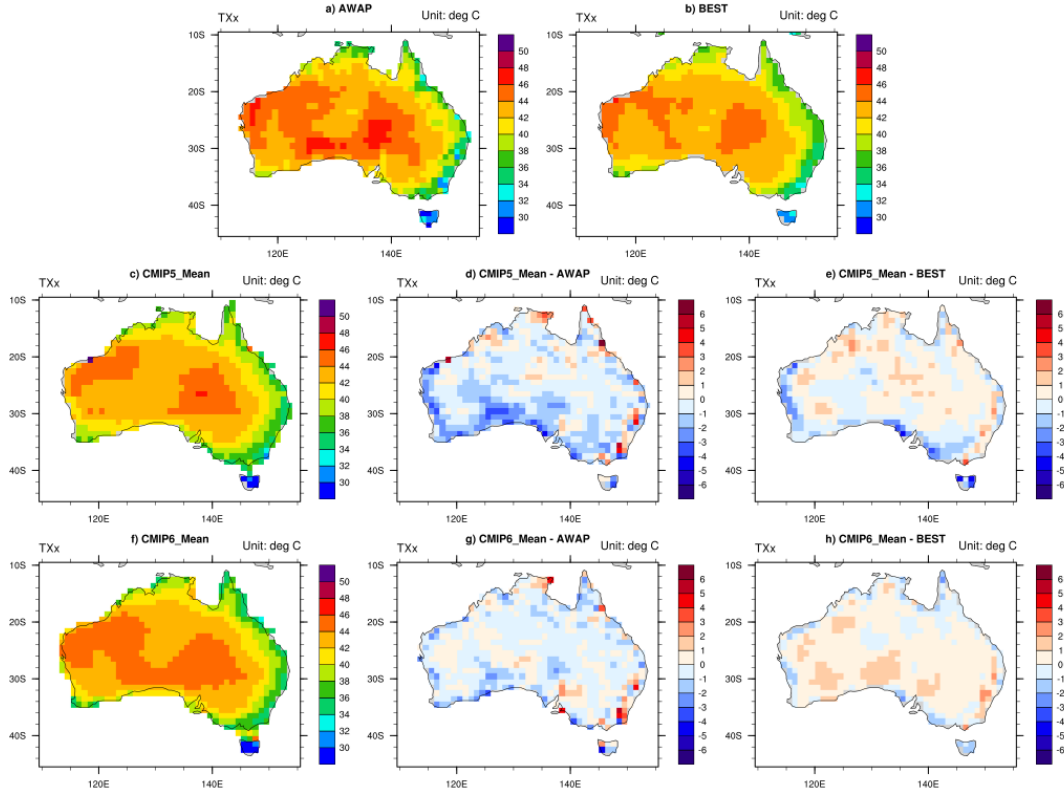 a) AWAP
TXx
Unit: deg C
10S
20S
30S
40S
120E
140E
50
48
46
44
42
40
38
36
34
32
30
b) BEST
TXx
Unit: deg C
10S
20S
30S
40S
120E
140E
50
48
46
44
42
40
38
36
34
32
30
c) CMIP5_Mean
TXx
Unit: deg C
10S
20S
30S
40S
120E
140E
50
48
46
44
42
40
38
36
34
32
30
d) CMIP5_Mean - AWAP
TXx
Unit: deg C
10S
20S
30S
40S
120E
140E
6
5
4
3
2
1
0
-1
-2
-3
-4
-5
-6
e) CMIP5_Mean - BEST
TXx
Unit: deg C
10S
20S
30S
40S
120E
140E
6
5
4
3
2
1
0
-1
-2
-3
-4
-5
-6
f) CMIP6_Mean
TXx
Unit: deg C
10S
20S
30S
40S
120E
140E
50
48
46
44
42
40
38
36
34
32
30
g) CMIP6_Mean - AWAP
TXx
Unit: deg C
10S
20S
30S
40S
120E
140E
6
5
4
3
2
1
0
-1
-2
-3
-4
-5
-6
h) CMIP6_Mean - BEST
TXx
Unit: deg C
10S
20S
30S
40S
120E
140E
6
5
4
3
2
1
0
-1
-2
-3
-4
-5
-6